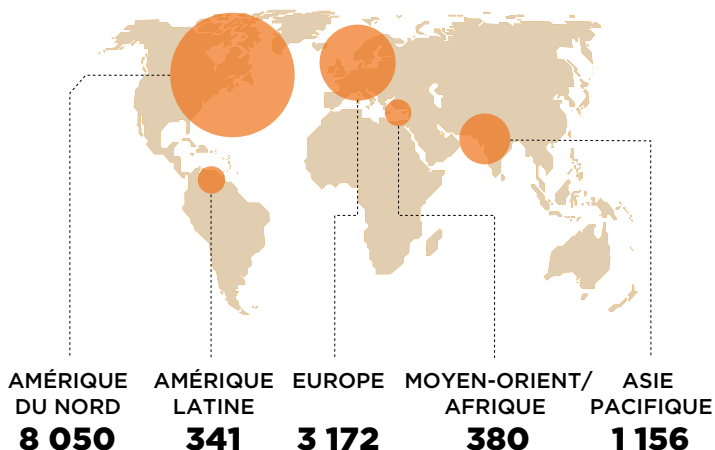 AMÉRIQUE
DU NORD
8 050
AMÉRIQUE
LATINE
341
EUROPE
3 172
MOYEN-ORIENT/
AFRIQUE
380
ASIE
PACIFIQUE
1 156